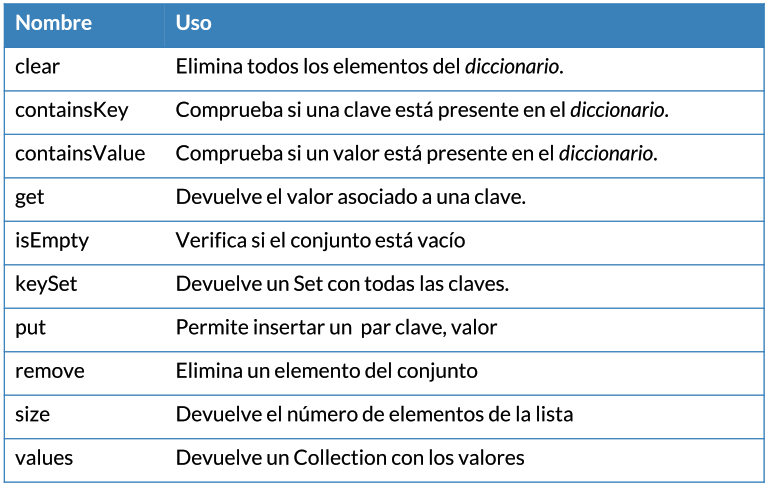 Nombre Uso
clear Elimina todos los elementos del diccionario.
containsKey Comprueba si una clave está presente en el diccionario.
containsValue Comprueba si un valor está presente en el diccionario.
get Devuelve el valor asociado a una clave.
isEmpty Verifica si el conjunto está vacío
keySet Devuelve un Set con todas las claves.
put Permite insertar un  par clave, valor
remove Elimina un elemento del conjunto
size Devuelve el número de elementos de la lista
values Devuelve un Collection con los valores